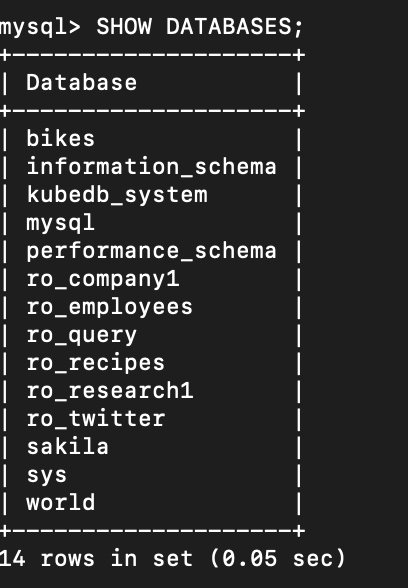 mysql> SHOW DATABASES;
+--------------------+
| Database           |
+--------------------+
| bikes              |
| information_schema |
| kubedb_system      |
| mysql              |
| performance_schema |
| ro_company1        |
| ro_employees       |
| ro_query           |
| ro_recipes         |
| ro_research1       |
| ro_twitter         |
| sakila             |
| sys                |
| world              |
+--------------------+
14 rows in set (0.05 sec)